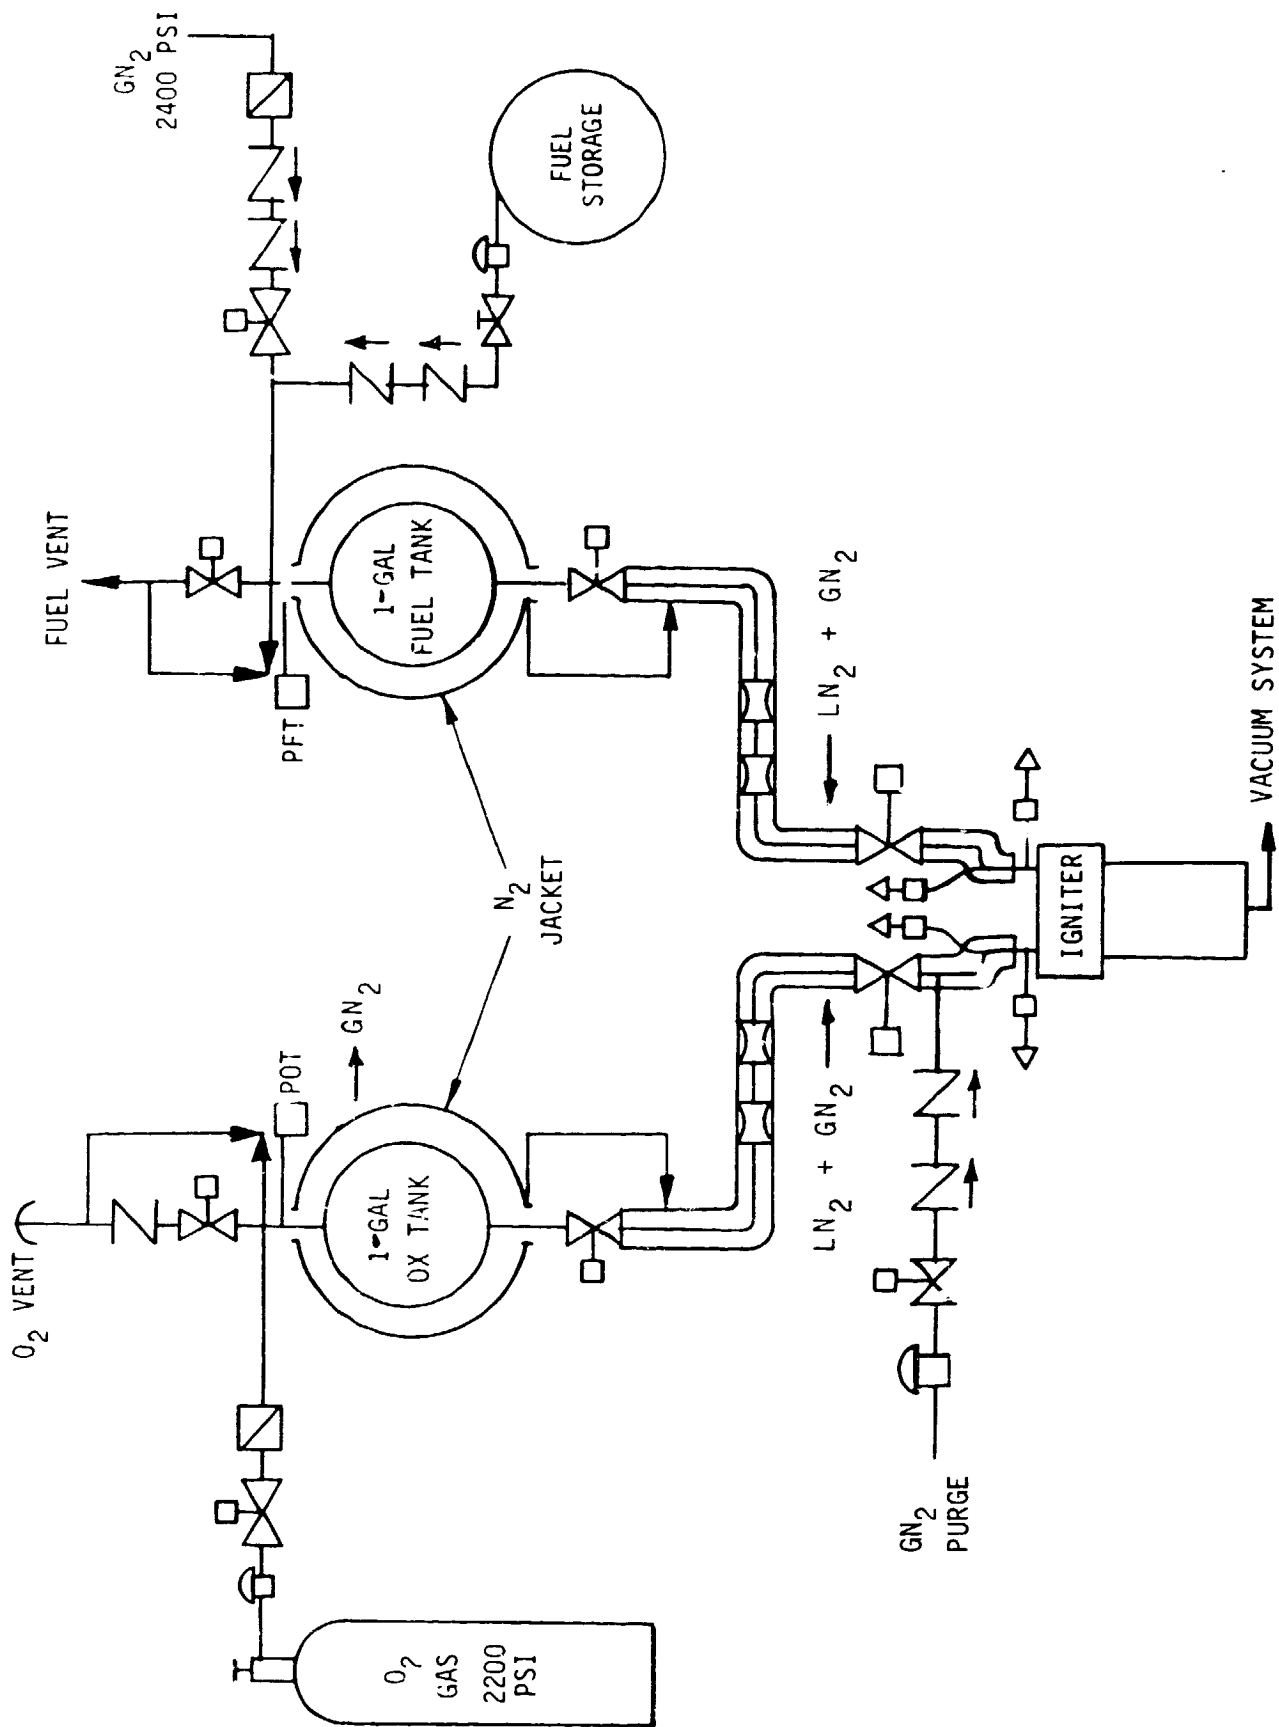 O2 VENT
FUEL VENT
GN2
2400 PSI
POT
GN2
PFT
1-GAL
OX TANK
N2
JACKET
1-GAL
FUEL TANK
FUEL
STORAGE
O2
GAS
2200
PSI
LN2 + GN2
LN2 + GN2
GN2
PURGE
IGNITER
VACUUM SYSTEM